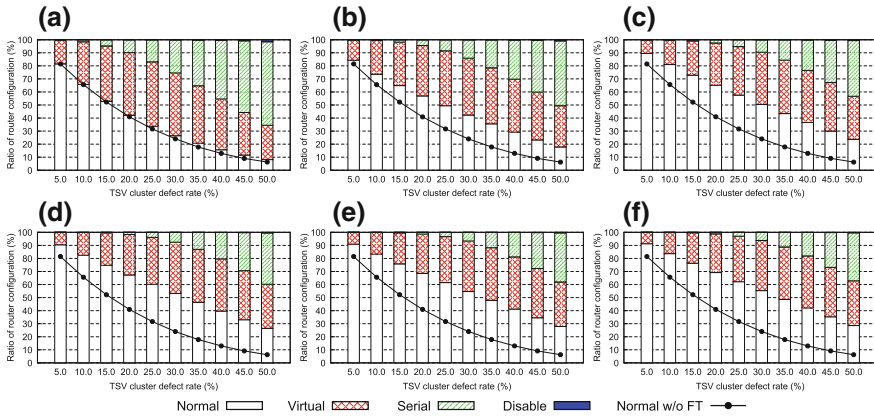 (a)
Ratio of router configuration (%)
100
90
80
70
60
50
40
30
20
10
0
5.0 10.0 15.0 20.0 25.0 30.0 35.0 40.0 45.0 50.0
TSV cluster defect rate (%)
(b)
Ratio of router configuration (%)
100
90
80
70
60
50
40
30
20
10
0
5.0 10.0 15.0 20.0 25.0 30.0 35.0 40.0 45.0 50.0
TSV cluster defect rate (%)
(c)
Ratio of router configuration (%)
100
90
80
70
60
50
40
30
20
10
0
5.0 10.0 15.0 20.0 25.0 30.0 35.0 40.0 45.0 50.0
TSV cluster defect rate (%)
(d)
Ratio of router configuration (%)
100
90
80
70
60
50
40
30
20
10
0
5.0 10.0 15.0 20.0 25.0 30.0 35.0 40.0 45.0 50.0
TSV cluster defect rate (%)
(e)
Ratio of router configuration (%)
100
90
80
70
60
50
40
30
20
10
0
5.0 10.0 15.0 20.0 25.0 30.0 35.0 40.0 45.0 50.0
TSV cluster defect rate (%)
(f)
Ratio of router configuration (%)
100
90
80
70
60
50
40
30
20
10
0
5.0 10.0 15.0 20.0 25.0 30.0 35.0 40.0 45.0 50.0
TSV cluster defect rate (%)
Normal Virtual Serial Disable Normal w/o FT